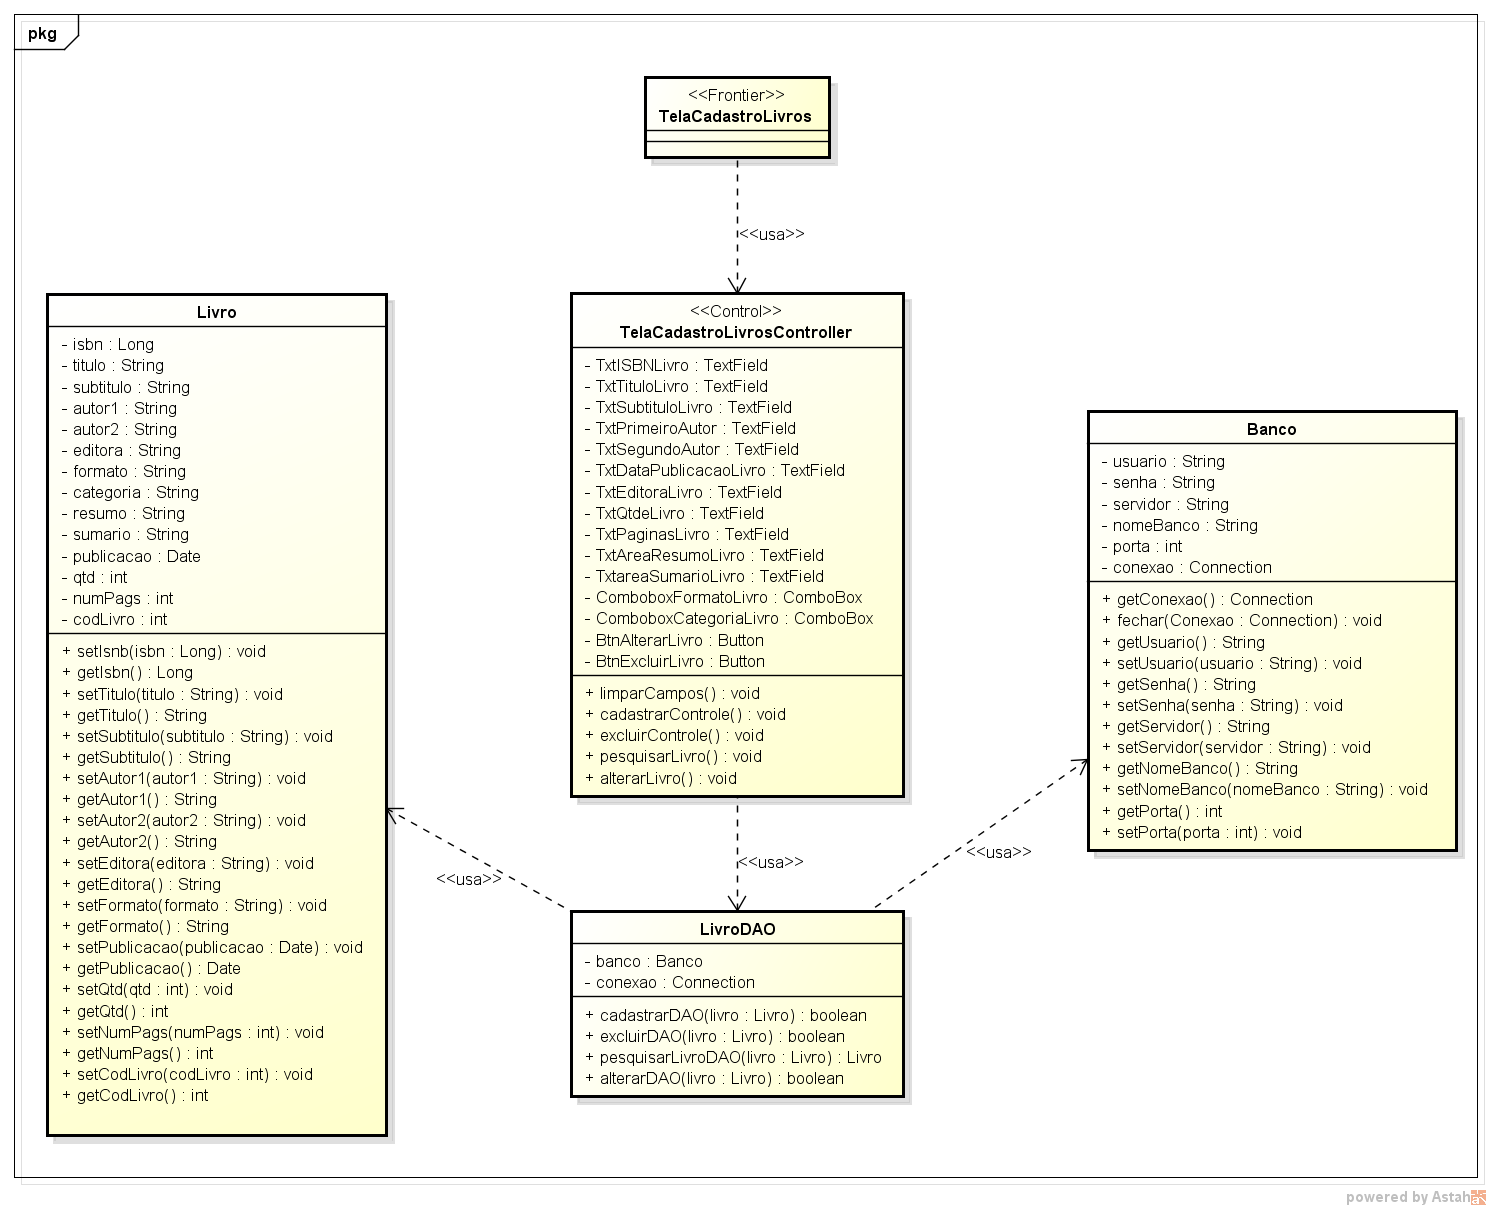 pkg
<<Frontier>>
TelaCadastroLivros
<<usa>>
Livro
- isbn : Long
- titulo : String
- subtitulo : String
- autor1 : String
- autor2 : String
- editora : String
- formato : String
- categoria : String
- resumo : String
- sumario : String
- publicacao : Date
- qtd : int
- numPags : int
- codLivro : int
+ setIsnb(isbn : Long) : void
+ getIsbn() : Long
+ setTitulo(titulo : String) : void
+ getTitulo() : String
+ setSubtitulo(subtitulo : String) : void
+ getSubtitulo() : String
+ setAutor1(autor1 : String) : void
+ getAutor1() : String
+ setAutor2(autor2 : String) : void
+ getAutor2() : String
+ setEditora(editora : String) : void
+ getEditora() : String
+ setFormato(formato : String) : void
+ getFormato() : String
+ setPublicacao(publicacao : Date) : void
+ getPublicacao() : Date
+ setQtd(qtd : int) : void
+ getQtd() : int
+ setNumPags(numPags : int) : void
+ getNumPags() : int
+ setCodLivro(codLivro : int) : void
+ getCodLivro() : int
<<Control>>
TelaCadastroLivrosController
- TxtISBNLivro : TextField
- TxtTituloLivro : TextField
- TxtSubtituloLivro : TextField
- TxtPrimeiroAutor : TextField
- TxtSegundoAutor : TextField
- TxtDataPublicacaoLivro : TextField
- TxtEditoraLivro : TextField
- TxtQtdeLivro : TextField
- TxtPaginasLivro : TextField
- TxtAreaResumoLivro : TextField
- TxtareaSumarioLivro : TextField
- ComboboxFormatoLivro : ComboBox
- ComboboxCategoriaLivro : ComboBox
- BtnAlterarLivro : Button
- BtnExcluirLivro : Button
+ limparCampos() : void
+ cadastrarControle() : void
+ excluirControle() : void
+ pesquisarLivro() : void
+ alterarLivro() : void
Banco
- usuario : String
- senha : String
- servidor : String
- nomeBanco : String
- porta : int
- conexao : Connection
+ getConexao() : Connection
+ fechar(Conexao : Connection) : void
+ getUsuario() : String
+ setUsuario(usuario : String) : void
+ getSenha() : String
+ setSenha(senha : String) : void
+ getServidor() : String
+ setServidor(servidor : String) : void
+ getNomeBanco() : String
+ setNomeBanco(nomeBanco : String) : void
+ getPorta() : int
+ setPorta(porta : int) : void
<<usa>>
<<usa>>
<<usa>>
LivroDAO
- banco : Banco
- conexao : Connection
+ cadastrarDAO(livro : Livro) : boolean
+ excluirDAO(livro : Livro) : boolean
+ pesquisarLivroDAO(livro : Livro) : Livro
+ alterarDAO(livro : Livro) : boolean
powered by Astah